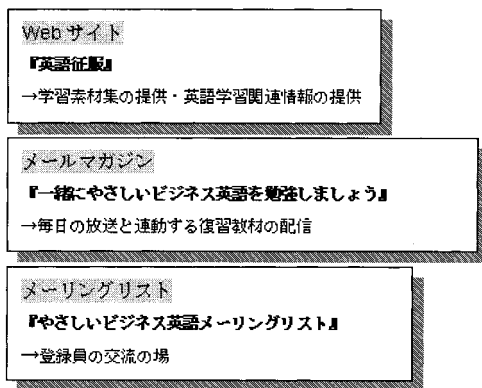 Web サイト
『英語征服』
→学習素材集の提供・英語学習関連情報の提供
メールマガジン
『一緒にやさしいビジネス英語を勉強しましょう』
→毎日の放送と連動する復習教材の配信
メーリングリスト
『やさしいビジネス英語メーリングリスト』
→登録員の交流の場